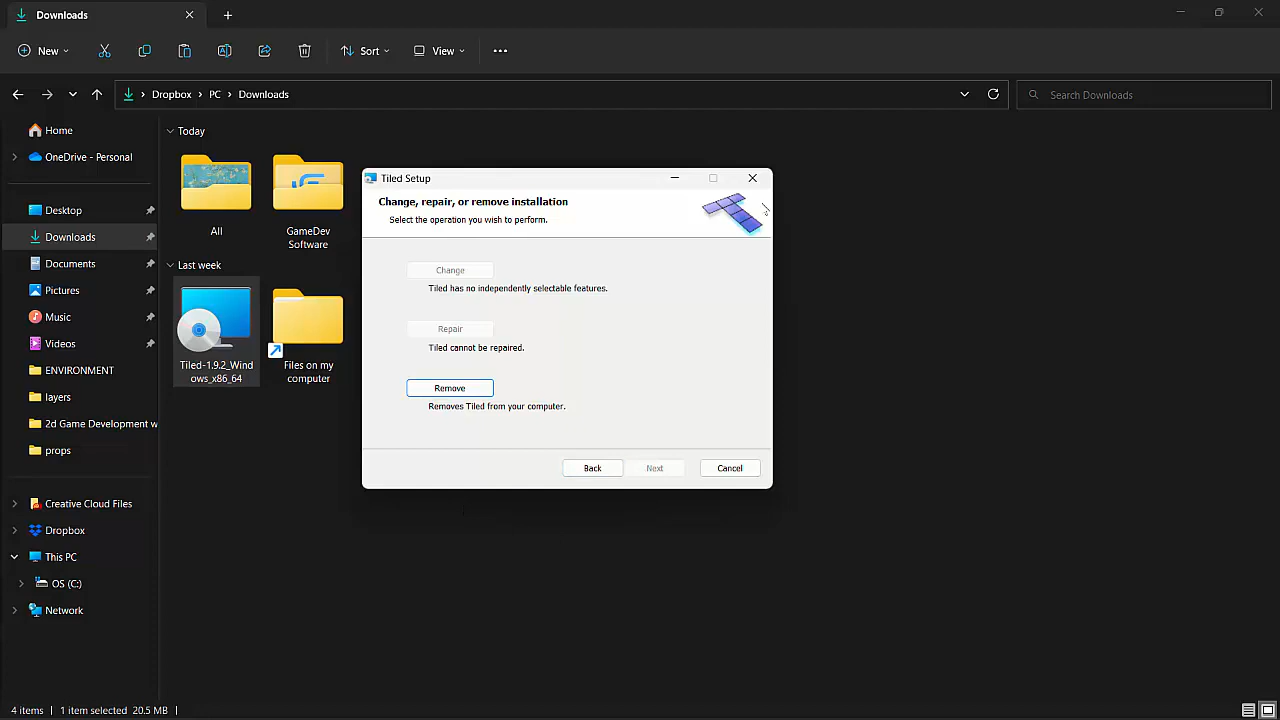 Downloads
New
Sort
View
Dropbox > PC > Downloads
Search Downloads
Home
OneDrive - Personal
Desktop
Downloads
Documents
Pictures
Music
Videos
ENVIRONMENT
layers
2d Game Development w
props
Creative Cloud Files
Dropbox
This PC
OS (C:)
Network
Today
All
GameDev
Software
Last week
Tiled-1.9.2_Wind
ows_x86_64
Files on my
computer
Tiled Setup
Change, repair, or remove installation
Select the operation you wish to perform.
Change
Tiled has no independently selectable features.
Repair
Tiled cannot be repaired.
Remove
Removes Tiled from your computer.
Back
Next
Cancel
4 items
1 item selected 20.5 MB